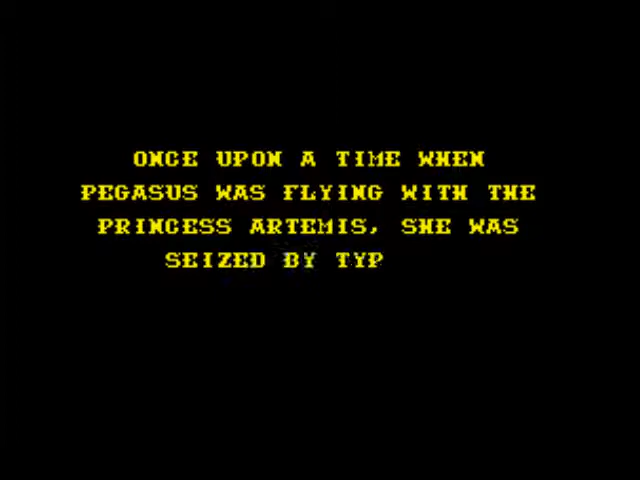 ONCE UPON A TIME WHEN
PEGASUS WAS FLYING WITH THE
PRINCESS ARTEMIS, SHE WAS
SEIZED BY TYP